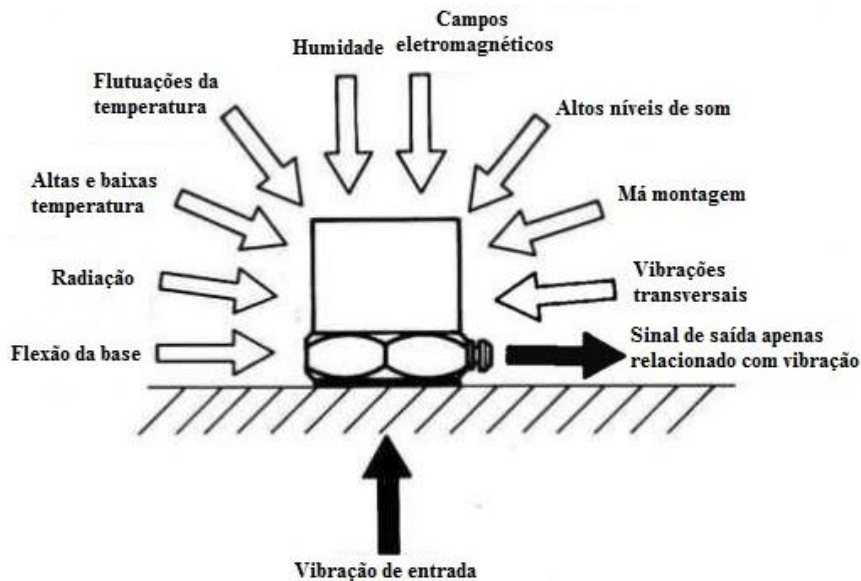 Campos
eletromagnéticos
Humidade
Flutuações da
temperatura
Altos níveis de som
Altas e baixas
temperatura
Má montagem
Radiação
Vibrações
transversais
Flexão da base
Sinal de saída apenas
relacionado com vibração
Vibração de entrada